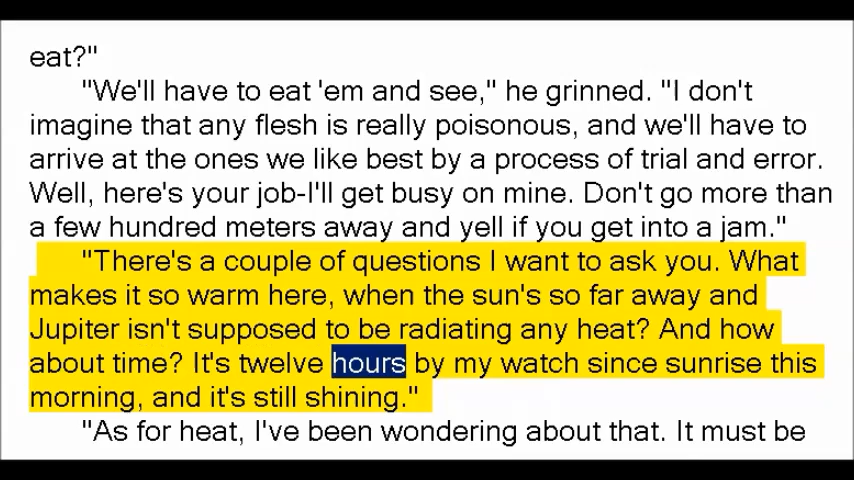 eat?"
"We'll have to eat 'em and see," he grinned. "I don't
imagine that any flesh is really poisonous, and we'll have to
arrive at the ones we like best by a process of trial and error.
Well, here's your job-I'll get busy on mine. Don't go more than
a few hundred meters away and yell if you get into a jam."
"There's a couple of questions I want to ask you. What
makes it so warm here, when the sun's so far away and
Jupiter isn't supposed to be radiating any heat? And how
about time? It's twelve hours by my watch since sunrise this
morning, and it's still shining."
"As for heat, I've been wondering about that. It must be